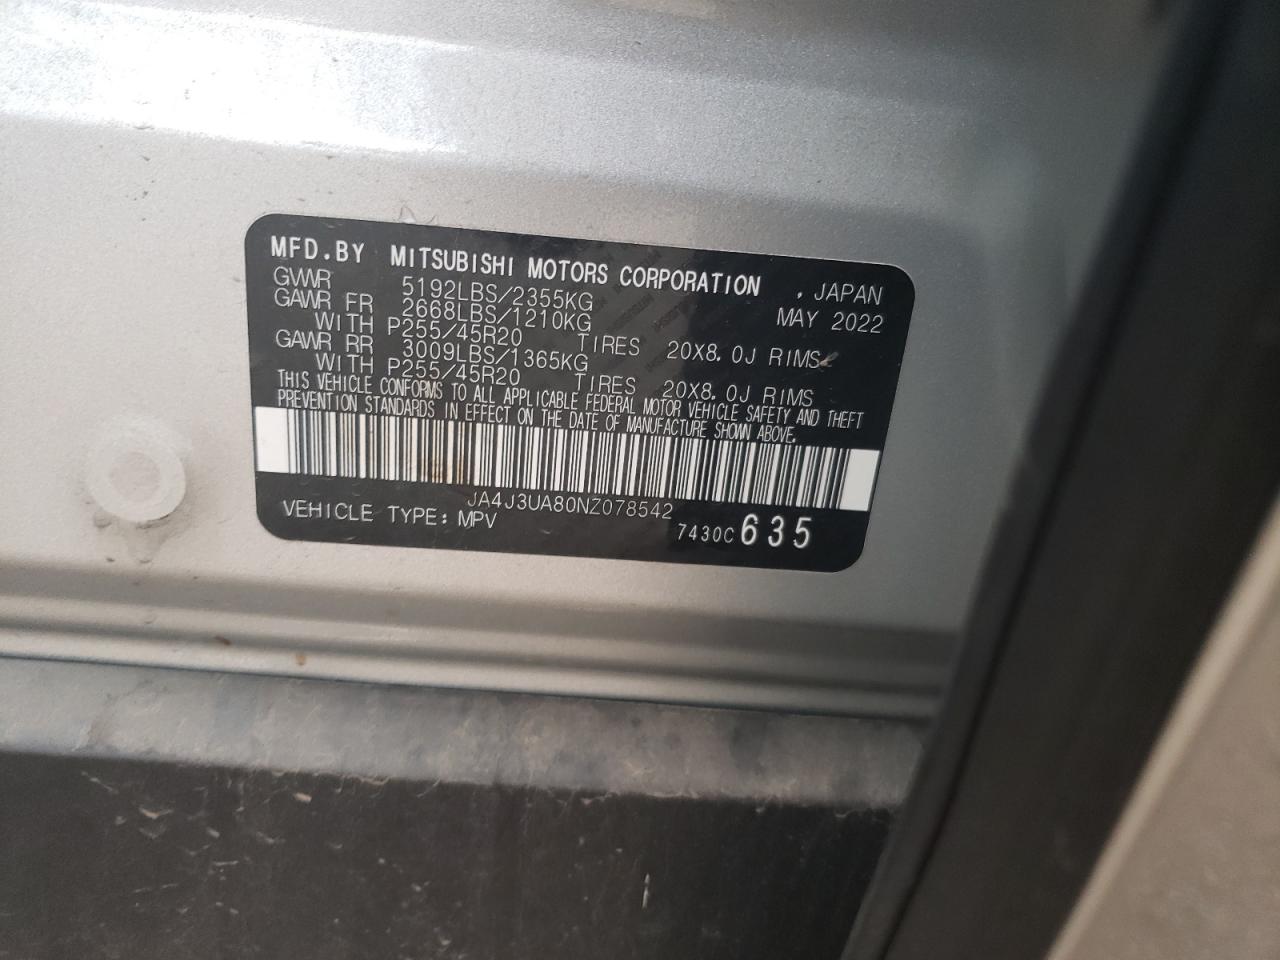 MFD.BY MITSUBISHI MOTORS CORPORATION , JAPAN
GVWR 5192LBS/2355KG MAY 2022
GAWR FR 2668LBS/1210KG
WITH P255/45R20 TIRES 20X8.0J RIMS
GAWR RR 3009LBS/1365KG
WITH P255/45R20 TIRES 20X8.0J RIMS
THIS VEHICLE CONFORMS TO ALL APPLICABLE FEDERAL MOTOR VEHICLE SAFETY AND THEFT
PREVENTION STANDARDS IN EFFECT ON THE DATE OF MANUFACTURE SHOWN ABOVE.
JA4J3UA80NZ078542
VEHICLE TYPE: MPV 7430C 635